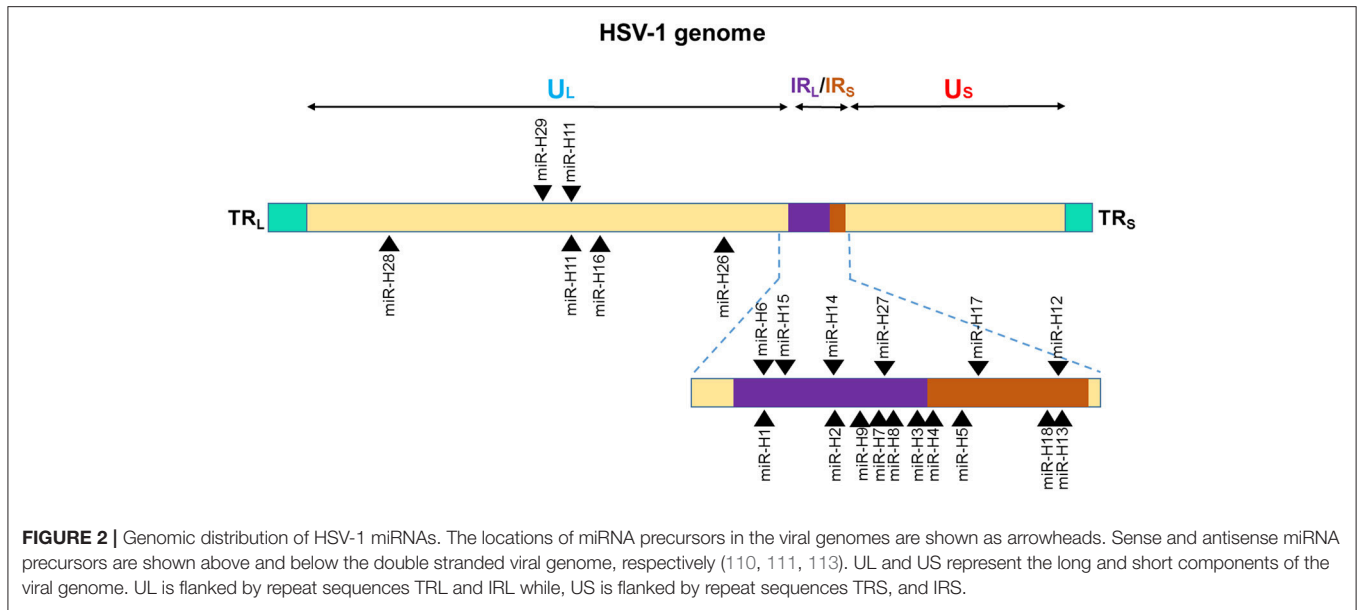 HSV-1 genome
UL IRL/IRS US
miR-H29 miR-H11
TRL TRS
miR-H28 miR-H11 miR-H16 miR-H26
miR-H6 miR-H15 miR-H14 miR-H27 miR-H17 miR-H12
miR-H1 miR-H2 miR-H9 miR-H7 miR-H8 miR-H3 miR-H4 miR-H5 miR-H18 miR-H13
FIGURE 2 | Genomic distribution of HSV-1 miRNAs. The locations of miRNA precursors in the viral genomes are shown as arrowheads. Sense and antisense miRNA
precursors are shown above and below the double stranded viral genome, respectively (110, 111, 113). UL and US represent the long and short components of the
viral genome. UL is flanked by repeat sequences TRL and IRL while, US is flanked by repeat sequences TRS, and IRS.